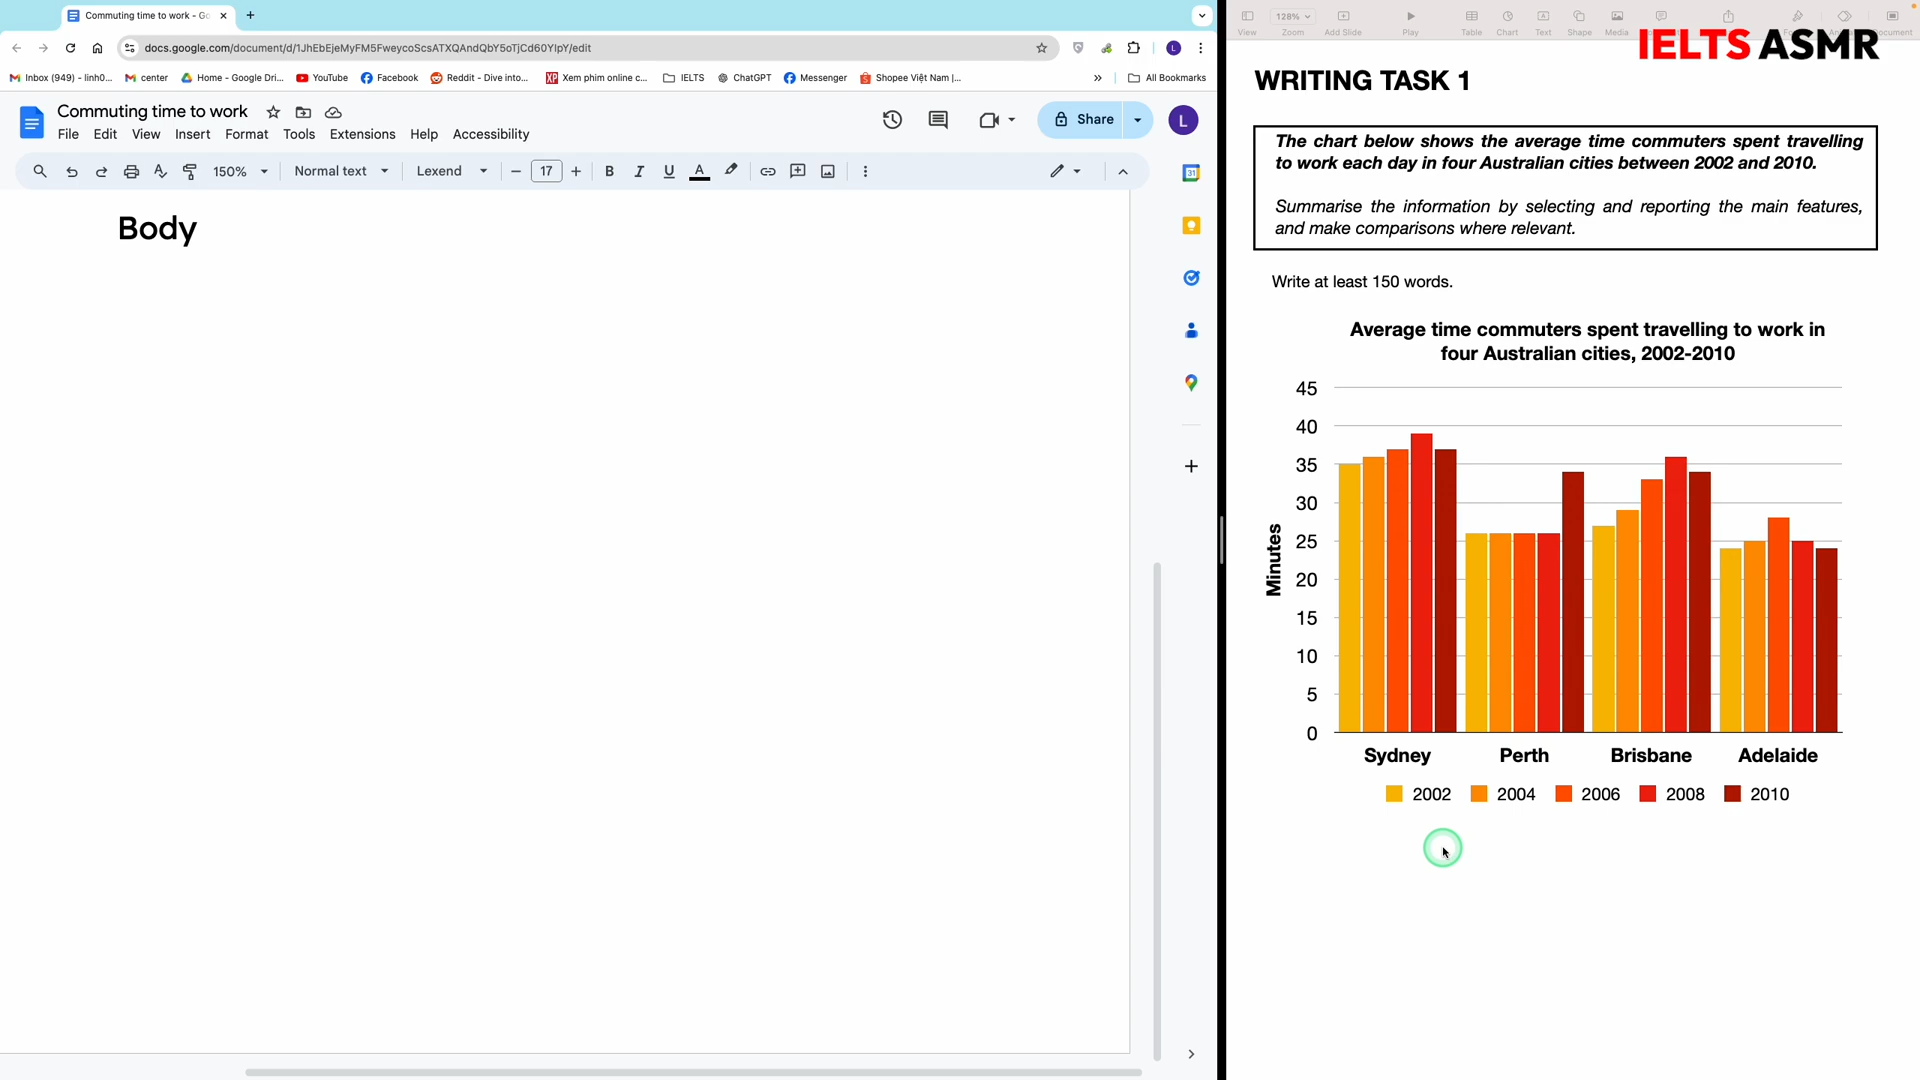 Commuting time to work - Go
docs.google.com/document/d/1JhEbEjeMyFM5FweycoScsATXQAndQbY5oTjCd60YlpY/edit
L
Inbox (949) - linh0...
center
Home - Google Dri...
YouTube
Facebook
Reddit - Dive into...
XP Xem phim online c...
IELTS
ChatGPT
Messenger
Shopee Việt Nam |...
»
All Bookmarks
Commuting time to work
File Edit View Insert Format Tools Extensions Help Accessibility
Share
L
150% Normal text Lexend − 17 + B I U A
31
Body
View
128%
Zoom
Add Slide
Play
Table
Chart
Text
Shape
Media
IELTS ASMR
WRITING TASK 1
The chart below shows the average time commuters spent travelling
to work each day in four Australian cities between 2002 and 2010.
Summarise the information by selecting and reporting the main features,
and make comparisons where relevant.
Write at least 150 words.
Average time commuters spent travelling to work in
four Australian cities, 2002-2010
Minutes
45
40
35
30
25
20
15
10
5
0
Sydney Perth Brisbane Adelaide
2002 2004 2006 2008 2010